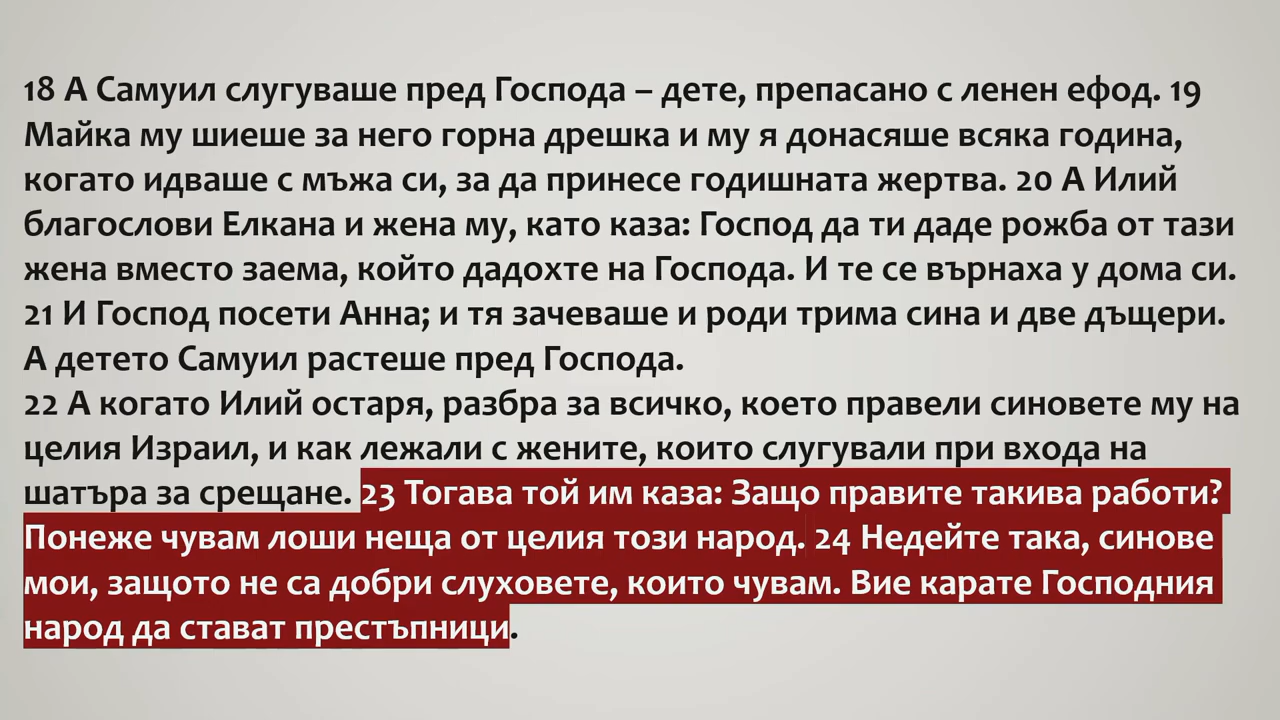 18 А Самуил слугуваше пред Господа – дете, препасано с ленен ефод. 19
Майка му шиеше за него горна дрешка и му я донасяше всяка година,
когато идваше с мъжа си, за да принесе годишната жертва. 20 А Илий
благослови Елкана и жена му, като каза: Господ да ти даде рожба от тази
жена вместо заема, който дадохте на Господа. И те се върнаха у дома си.
21 И Господ посети Анна; и тя зачеваше и роди трима сина и две дъщери.
А детето Самуил растеше пред Господа.
22 А когато Илий остаря, разбра за всичко, което правели синовете му на
целия Израил, и как лежали с жените, които слугували при входа на
шатъра за срещане. 23 Тогава той им каза: Защо правите такива работи?
Понеже чувам лоши неща от целия този народ. 24 Недейте така, синове
мои, защото не са добри слуховете, които чувам. Вие карате Господния
народ да стават престъпници.